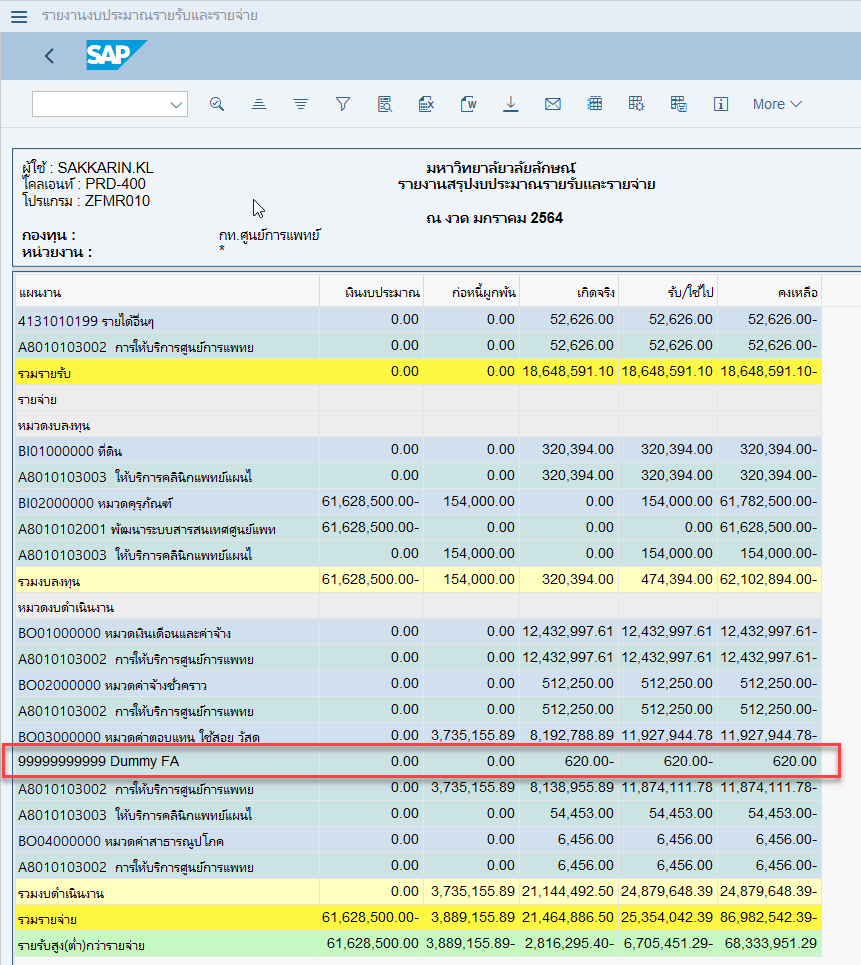 รายงานงบประมาณรายรับและรายจ่าย
SAP
More
ผู้ใช้ : SAKKARIN.KL
มหาวิทยาลัยวลัยลักษณ์
ไคลเอนท์ : PRD-400
รายงานสรุปงบประมาณรายรับและรายจ่าย
โปรแกรม : ZFMR010
ณ งวด มกราคม 2564
กองทุน : กท.ศูนย์การแพทย์
หน่วยงาน : *
แผนงาน เงินงบประมาณ ก่อหนี้ผูกพัน เกิดจริง รับ/ใช้ไป คงเหลือ
4131010199 รายได้อื่นๆ 0.00 0.00 52,626.00 52,626.00 52,626.00-
A8010103002 การให้บริการศูนย์การแพทย 0.00 0.00 52,626.00 52,626.00 52,626.00-
รวมรายรับ 0.00 0.00 18,648,591.10 18,648,591.10 18,648,591.10-
รายจ่าย
หมวดงบลงทุน
BI01000000 ที่ดิน 0.00 0.00 320,394.00 320,394.00 320,394.00-
A8010103003 ให้บริการคลินิกแพทย์แผนไ 0.00 0.00 320,394.00 320,394.00 320,394.00-
BI02000000 หมวดครุภัณฑ์ 61,628,500.00- 154,000.00 0.00 154,000.00 61,782,500.00-
A8010102001 พัฒนาระบบสารสนเทศศูนย์แพท 61,628,500.00- 0.00 0.00 0.00 61,628,500.00-
A8010103003 ให้บริการคลินิกแพทย์แผนไ 0.00 154,000.00 0.00 154,000.00 154,000.00-
รวมงบลงทุน 61,628,500.00- 154,000.00 320,394.00 474,394.00 62,102,894.00-
หมวดงบดำเนินงาน
BO01000000 หมวดเงินเดือนและค่าจ้าง 0.00 0.00 12,432,997.61 12,432,997.61 12,432,997.61-
A8010103002 การให้บริการศูนย์การแพทย 0.00 0.00 12,432,997.61 12,432,997.61 12,432,997.61-
BO02000000 หมวดค่าจ้างชั่วคราว 0.00 0.00 512,250.00 512,250.00 512,250.00-
A8010103002 การให้บริการศูนย์การแพทย 0.00 0.00 512,250.00 512,250.00 512,250.00-
BO03000000 หมวดค่าตอบแทน ใช้สอย วัสด 0.00 3,735,155.89 8,192,788.89 11,927,944.78 11,927,944.78-
99999999999 Dummy FA 0.00 0.00 620.00- 620.00- 620.00
A8010103002 การให้บริการศูนย์การแพทย 0.00 3,735,155.89 8,138,955.89 11,874,111.78 11,874,111.78-
A8010103003 ให้บริการคลินิกแพทย์แผนไ 0.00 0.00 54,453.00 54,453.00 54,453.00-
BO04000000 หมวดค่าสาธารณูปโภค 0.00 0.00 6,456.00 6,456.00 6,456.00-
A8010103002 การให้บริการศูนย์การแพทย 0.00 0.00 6,456.00 6,456.00 6,456.00-
รวมงบดำเนินงาน 0.00 3,735,155.89 21,144,492.50 24,879,648.39 24,879,648.39-
รวมรายจ่าย 61,628,500.00- 3,889,155.89 21,464,886.50 25,354,042.39 86,982,542.39-
รายรับสูง(ต่ำ)กว่ารายจ่าย 61,628,500.00 3,889,155.89- 2,816,295.40- 6,705,451.29- 68,333,951.29